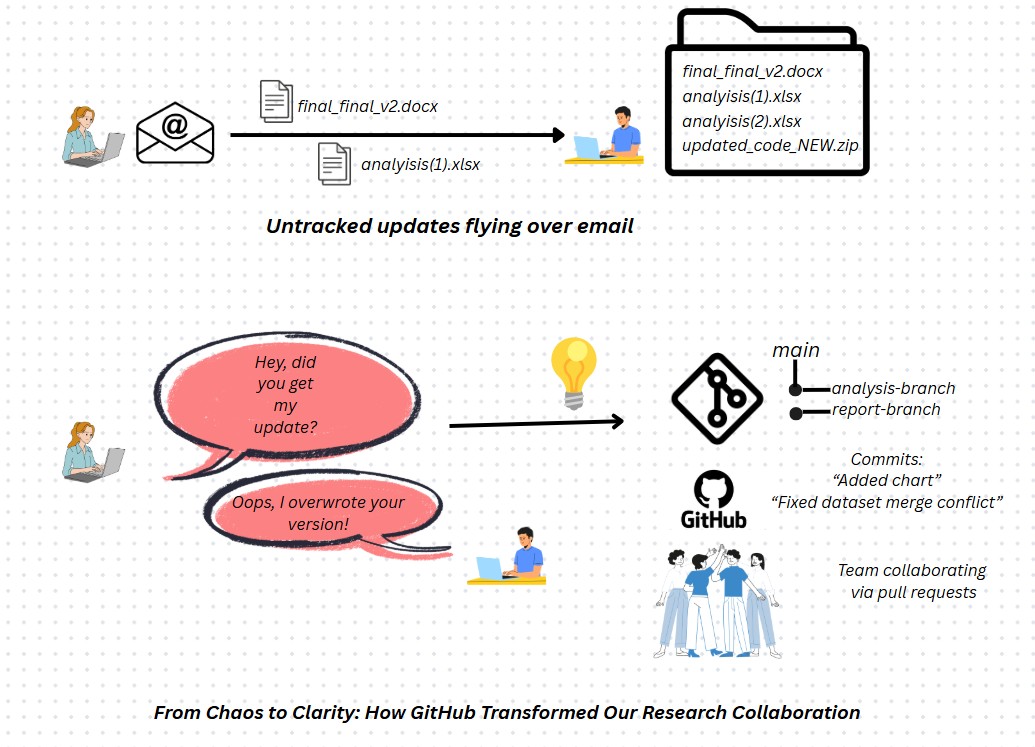 final_final_v2.docx
analyisis(1).xlsx
@
final_final_v2.docx
analyisis(1).xlsx
analyisis(2).xlsx
updated_code_NEW.zip
Untracked updates flying over email
Hey, did
you get
my
update?
Oops, I overwrote your
version!
main
analysis-branch
report-branch
Commits:
“Added chart”
“Fixed dataset merge conflict”
GitHub
Team collaborating
via pull requests
From Chaos to Clarity: How GitHub Transformed Our Research Collaboration